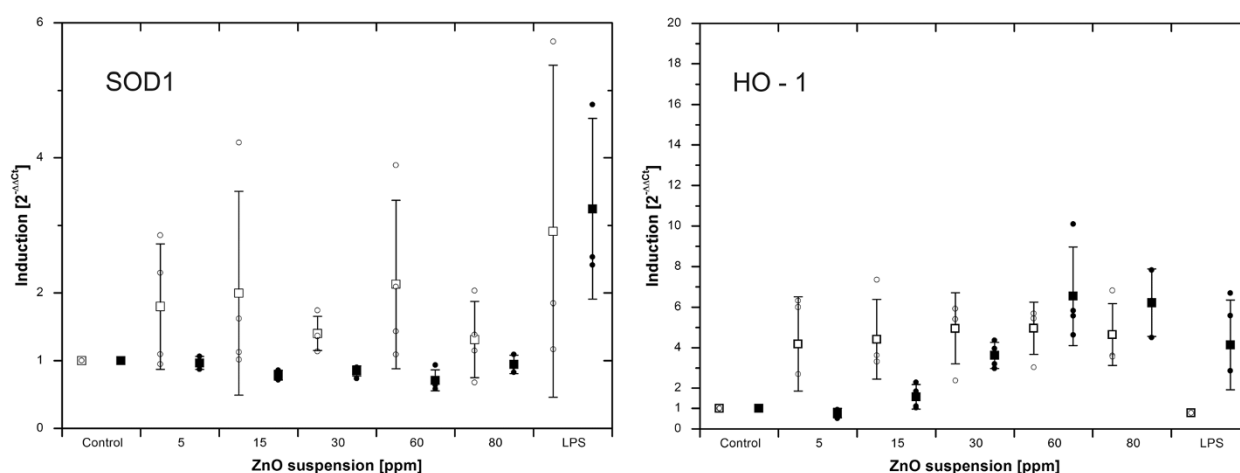 SOD1
Induction [2^-ΔΔCt]
6
4
2
1
0
Control 5 15 30 60 80 LPS
ZnO suspension [ppm]
HO - 1
Induction [2^-ΔΔCt]
20
18
16
14
12
10
8
6
4
2
1
0
Control 5 15 30 60 80 LPS
ZnO suspension [ppm]